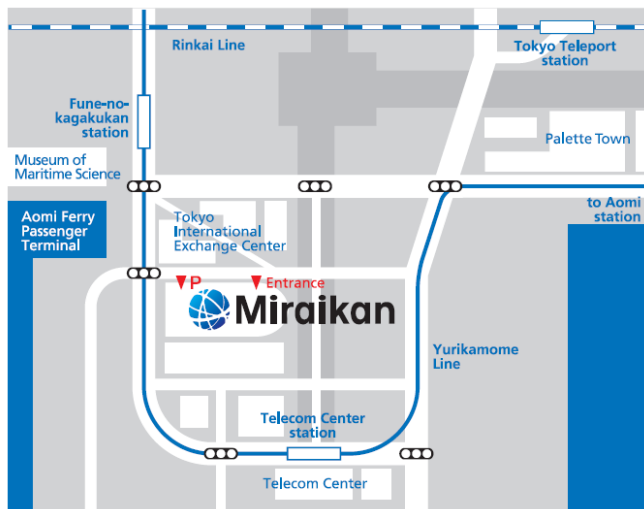 Rinkai Line
Tokyo Teleport
station
Fune-no-
kagakukan
station
Palette Town
Museum of
Maritime Science
to Aomi
station
Aomi Ferry
Passenger
Terminal
Tokyo
International
Exchange Center
P
Entrance
Miraikan
Yurikamome
Line
Telecom Center
station
Telecom Center